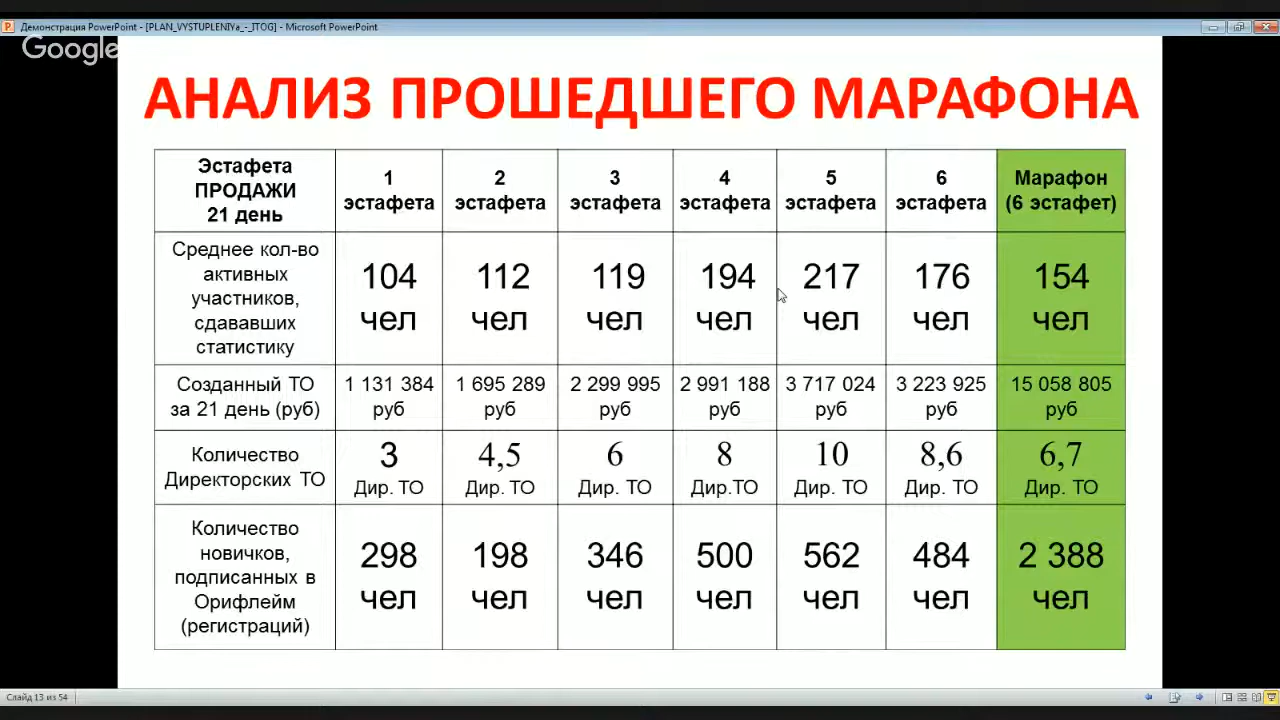 Демонстрация PowerPoint - [PLAN_VYSTUPLENIYa_-_ITOG] - Microsoft PowerPoint
Google
АНАЛИЗ ПРОШЕДШЕГО МАРАФОНА
Эстафета
ПРОДАЖИ
21 день
1
эстафета
2
эстафета
3
эстафета
4
эстафета
5
эстафета
6
эстафета
Марафон
(6 эстафет)
Среднее кол-во
активных
участников,
сдававших
статистику
104
чел
112
чел
119
чел
194
чел
217
чел
176
чел
154
чел
Созданный ТО
за 21 день (руб)
1 131 384
руб
1 695 289
руб
2 299 995
руб
2 991 188
руб
3 717 024
руб
3 223 925
руб
15 058 805
руб
Количество
Директорских ТО
3
Дир. ТО
4,5
Дир. ТО
6
Дир. ТО
8
Дир.ТО
10
Дир. ТО
8,6
Дир. ТО
6,7
Дир. ТО
Количество
новичков,
подписанных в
Орифлейм
(регистраций)
298
чел
198
чел
346
чел
500
чел
562
чел
484
чел
2 388
чел
Слайд 13 из 54